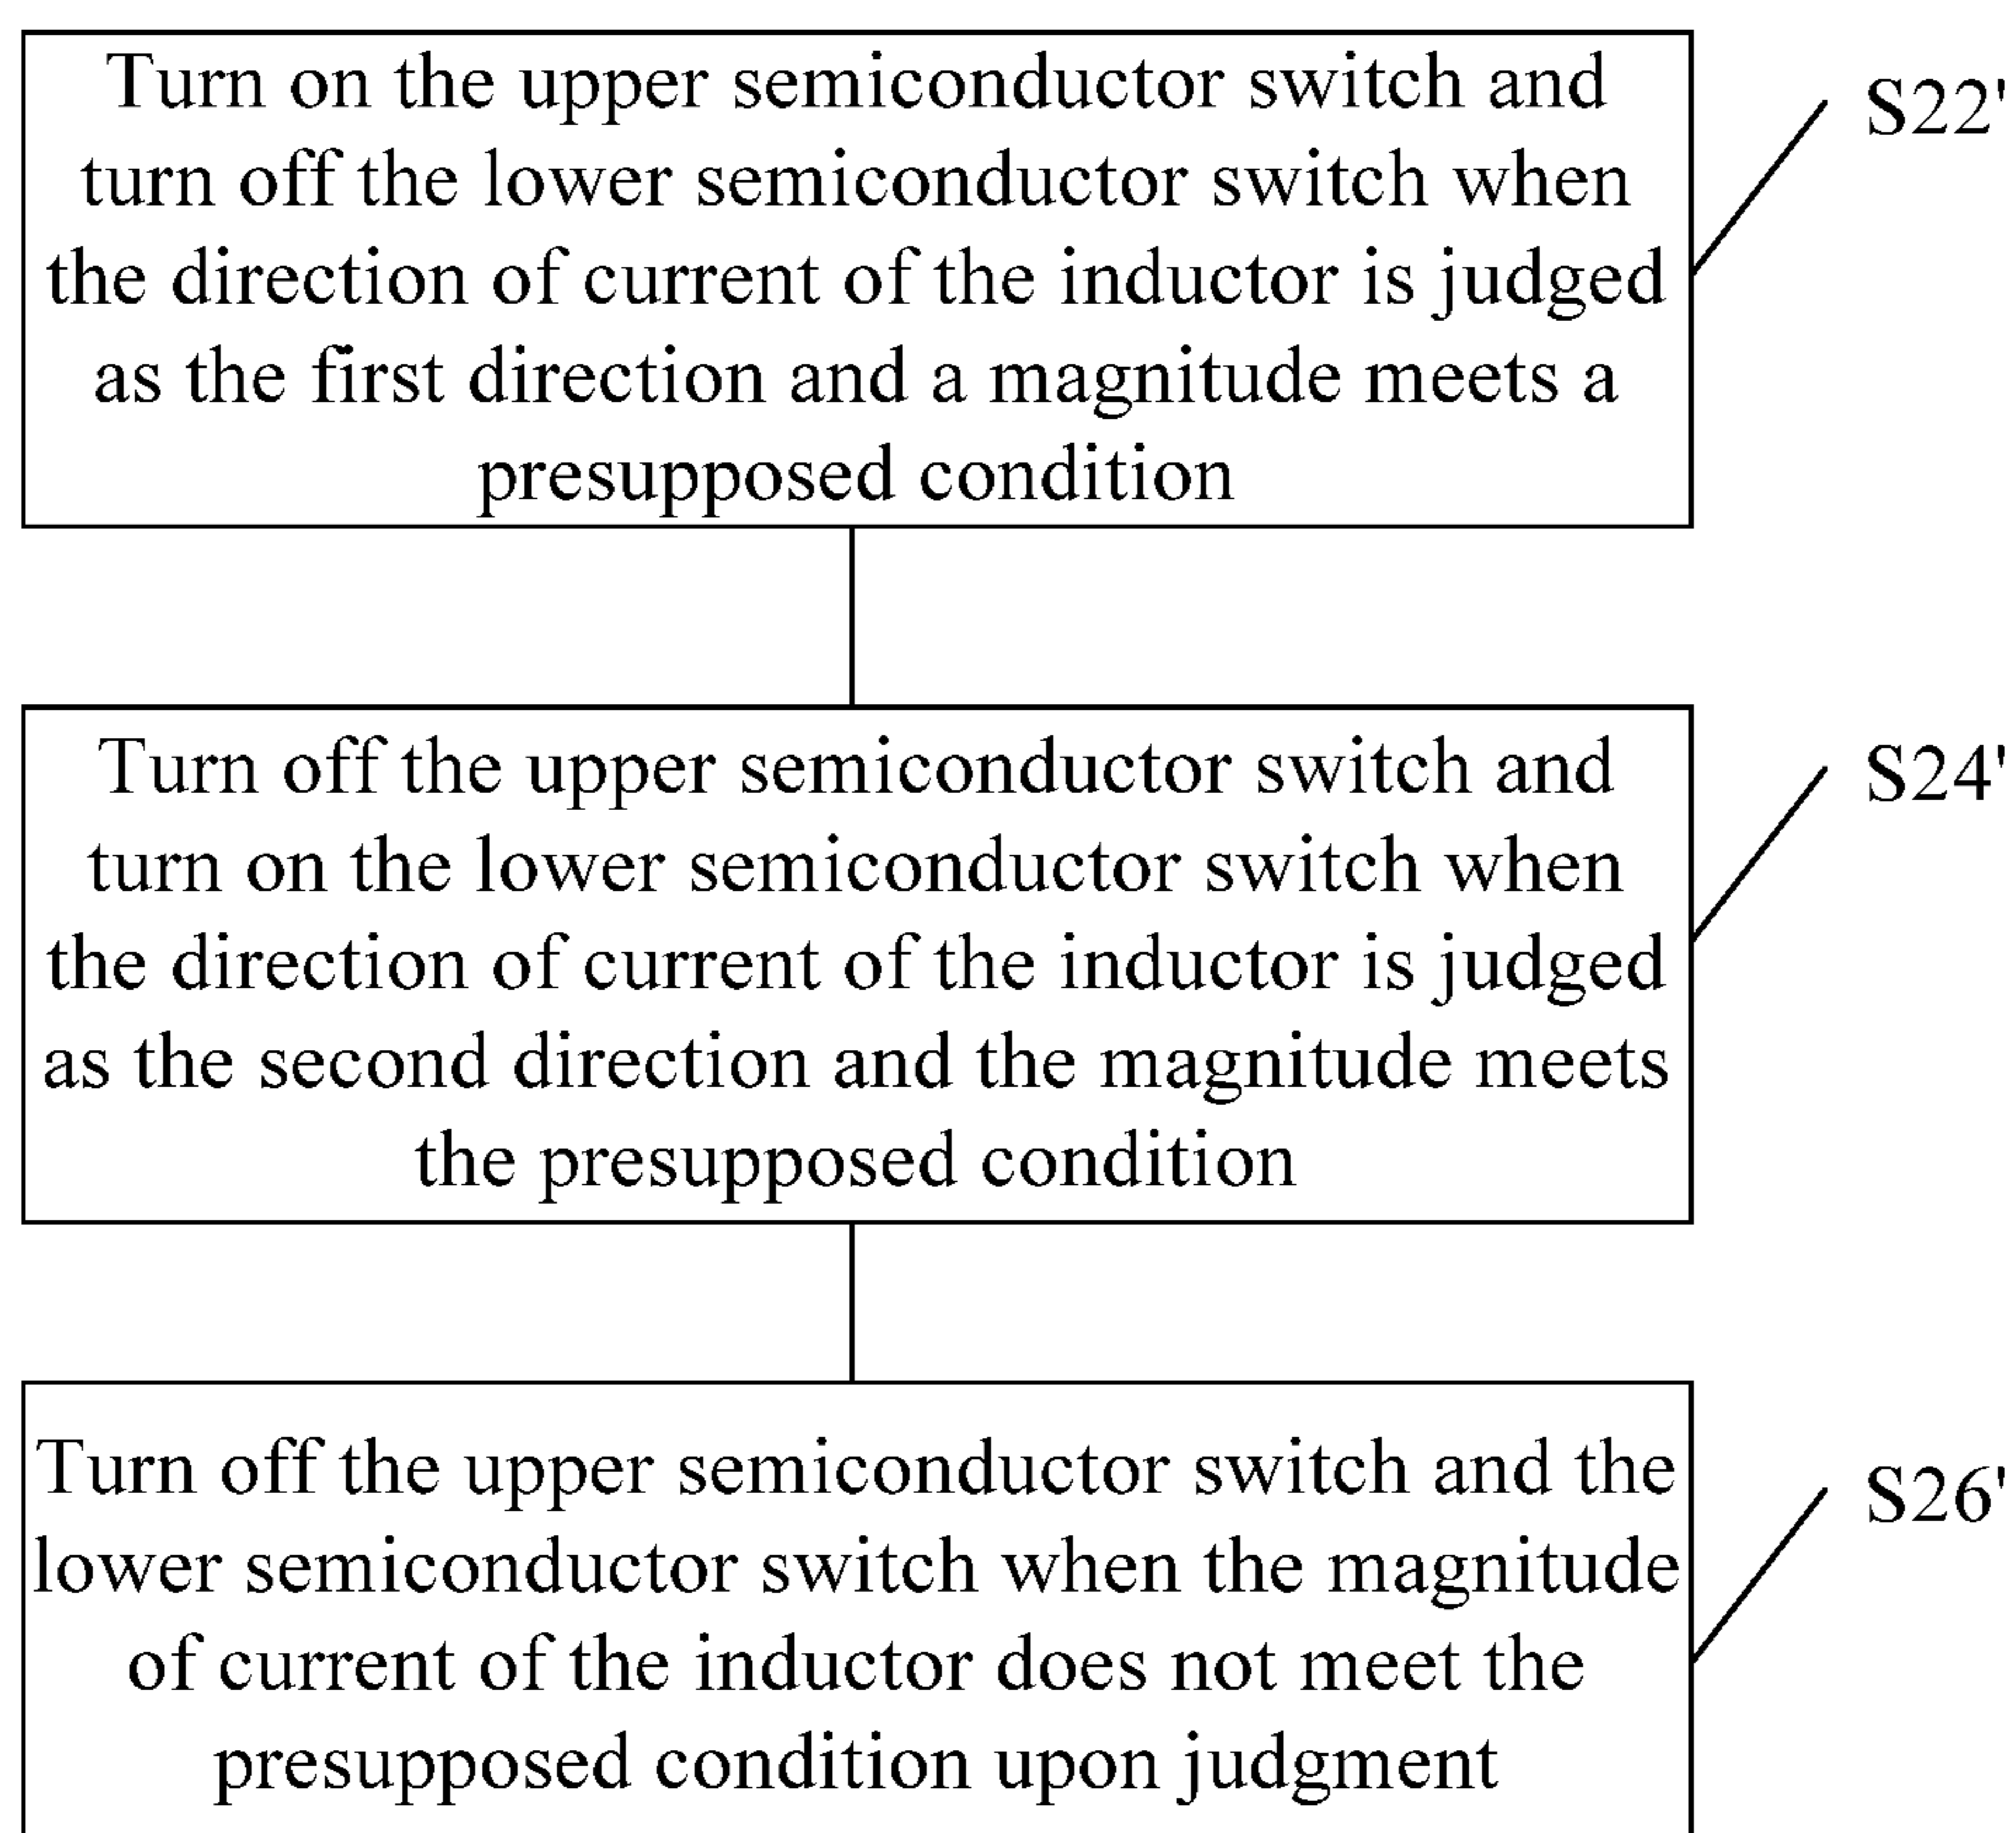 Turn on the upper semiconductor switch and
turn off the lower semiconductor switch when
the direction of current of the inductor is judged
as the first direction and a magnitude meets a
presupposed condition
S22'
Turn off the upper semiconductor switch and
turn on the lower semiconductor switch when
the direction of current of the inductor is judged
as the second direction and the magnitude meets
the presupposed condition
S24'
Turn off the upper semiconductor switch and the
lower semiconductor switch when the magnitude
of current of the inductor does not meet the
presupposed condition upon judgment
S26'